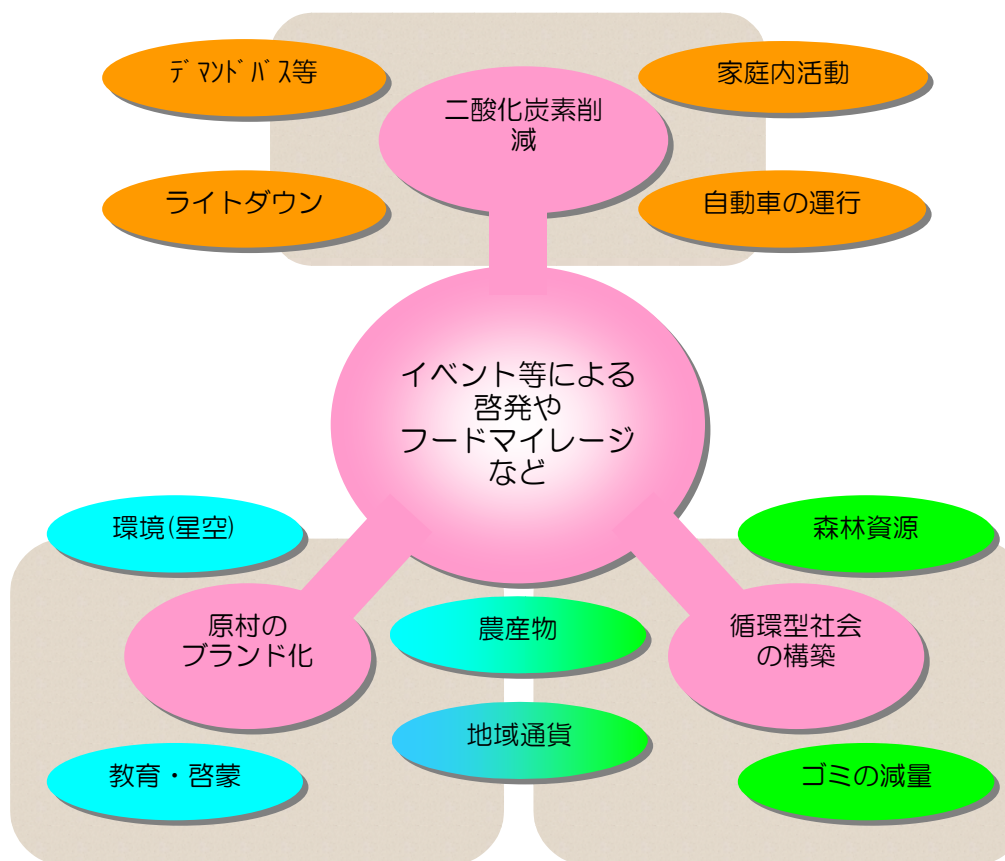 ﾃﾞﾏﾝﾄﾞﾊﾞｽ等
家庭内活動
二酸化炭素削
減
ライトダウン
自動車の運行
イベント等による
啓発や
フードマイレージ
など
環境(星空)
森林資源
原村の
ブランド化
農産物
循環型社会
の構築
地域通貨
教育・啓蒙
ゴミの減量